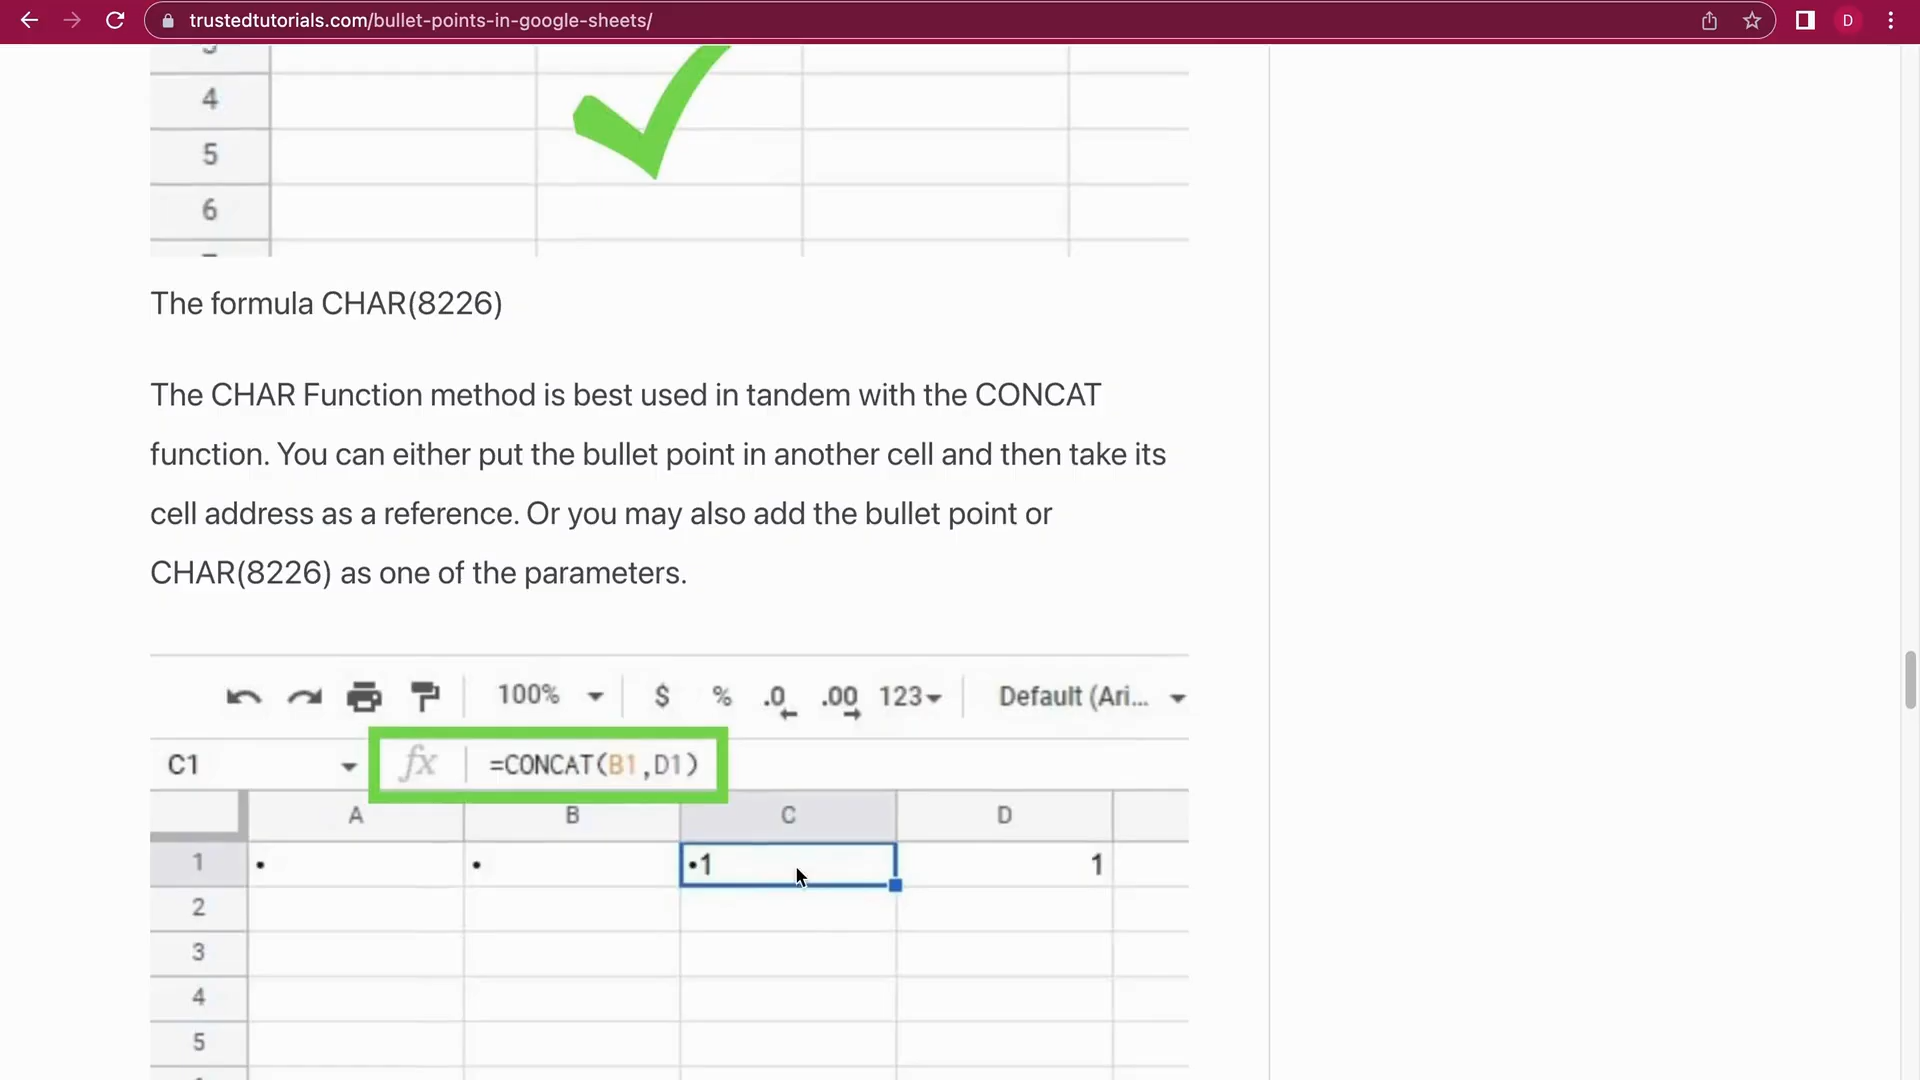 trustedtutorials.com/bullet-points-in-google-sheets/
D
4
5
6
The formula CHAR(8226)
The CHAR Function method is best used in tandem with the CONCAT
function. You can either put the bullet point in another cell and then take its
cell address as a reference. Or you may also add the bullet point or
CHAR(8226) as one of the parameters.
100% $ % .0 .00 123 Default (Ari...
C1 fx =CONCAT(B1,D1)
A B C D
1 • • •1 1
2
3
4
5